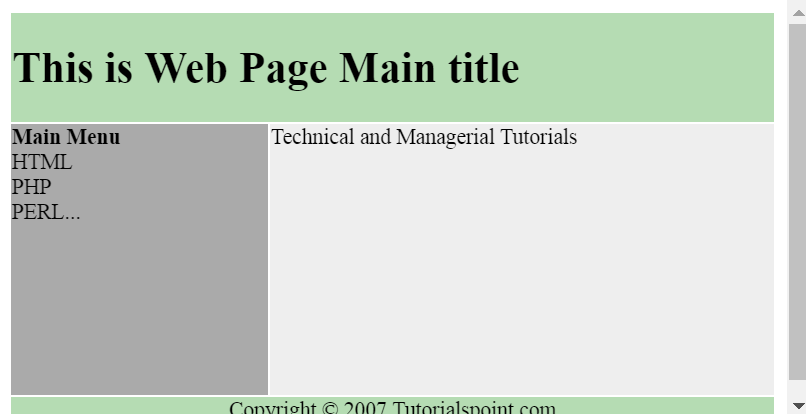 This is Web Page Main title
Main Menu
HTML
PHP
PERL...
Technical and Managerial Tutorials
Copyright © 2007 Tutorialspoint.com